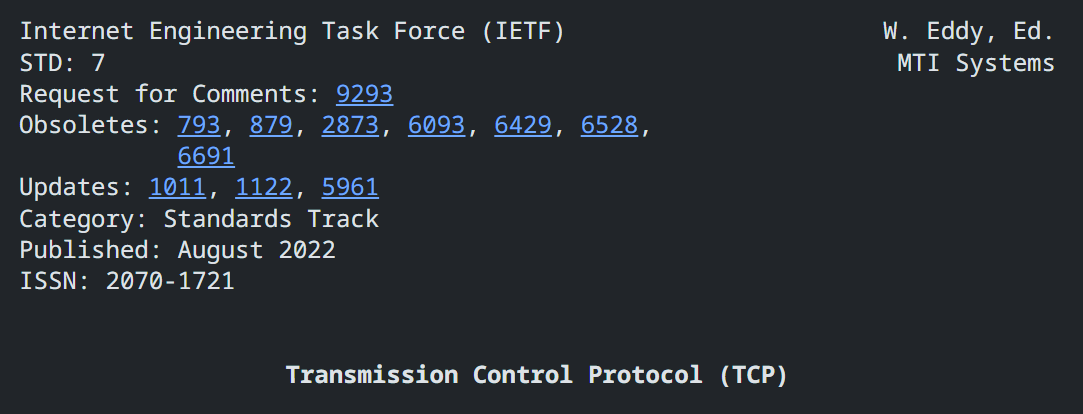 Internet Engineering Task Force (IETF) W. Eddy, Ed.
STD: 7 MTI Systems
Request for Comments: 9293
Obsoletes: 793, 879, 2873, 6093, 6429, 6528,
6691
Updates: 1011, 1122, 5961
Category: Standards Track
Published: August 2022
ISSN: 2070-1721
Transmission Control Protocol (TCP)